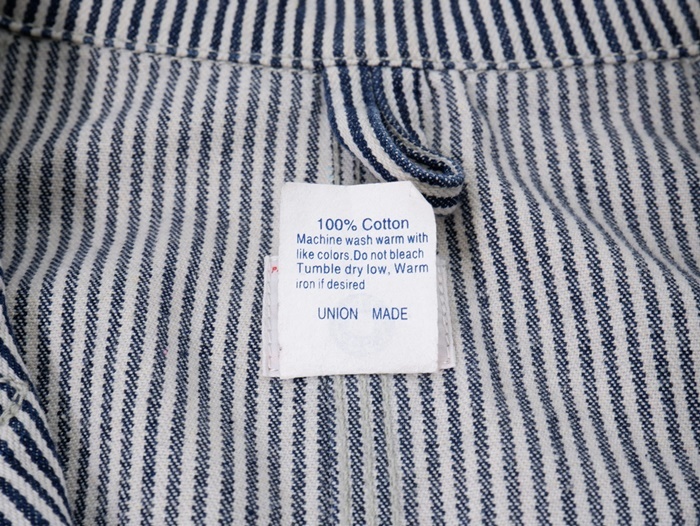 100% Cotton
Machine wash warm with
like colors.Do not bleach
Tumble dry low, Warm
iron if desired
UNION MADE